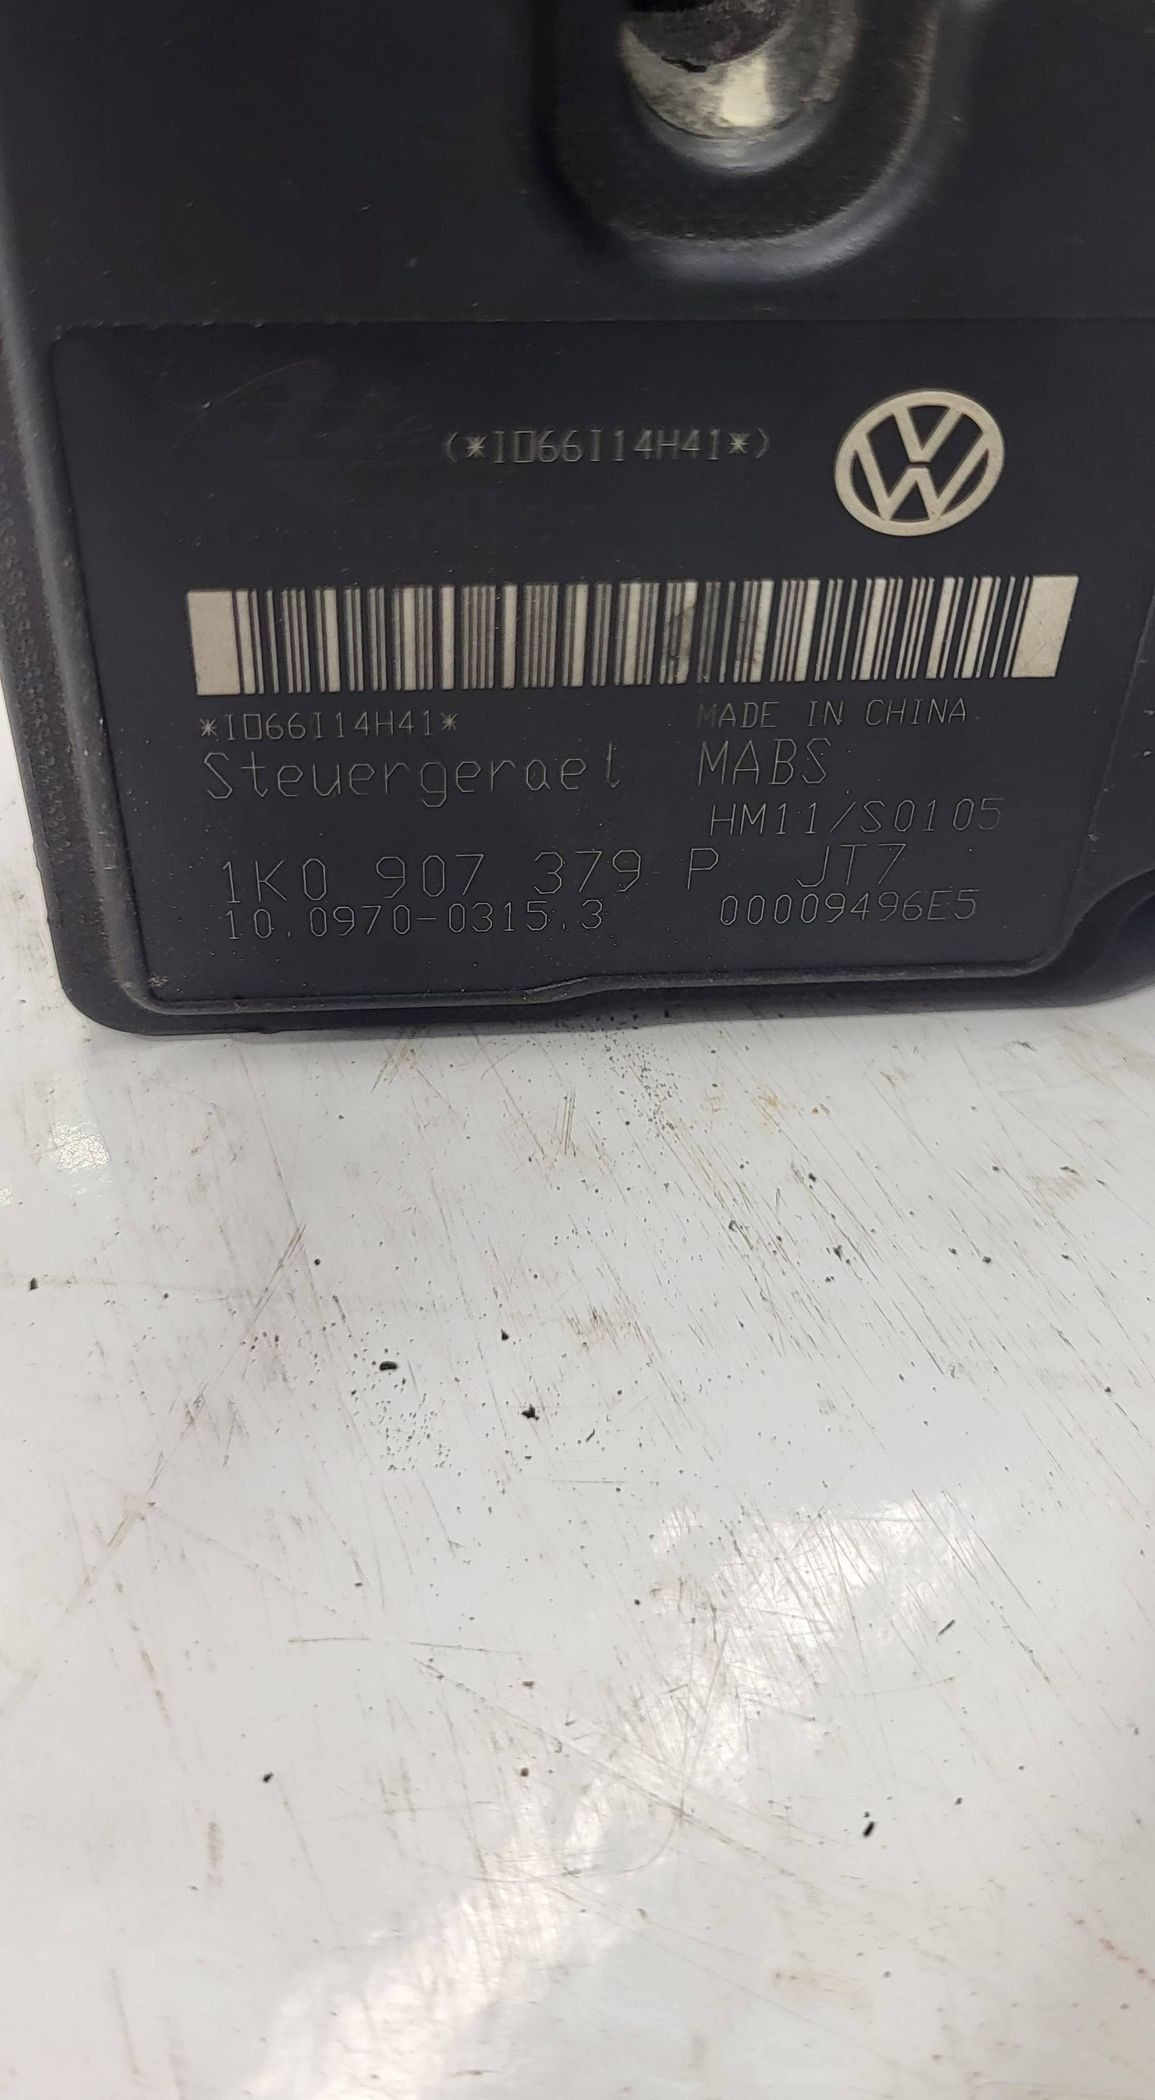 (*I066I14H41*)
*I066I14H41*
MADE IN CHINA
Steuergeraet MABS
HM11/S0105
1K0 907 379 P JT7
10.0970-0315.3 00009496E5